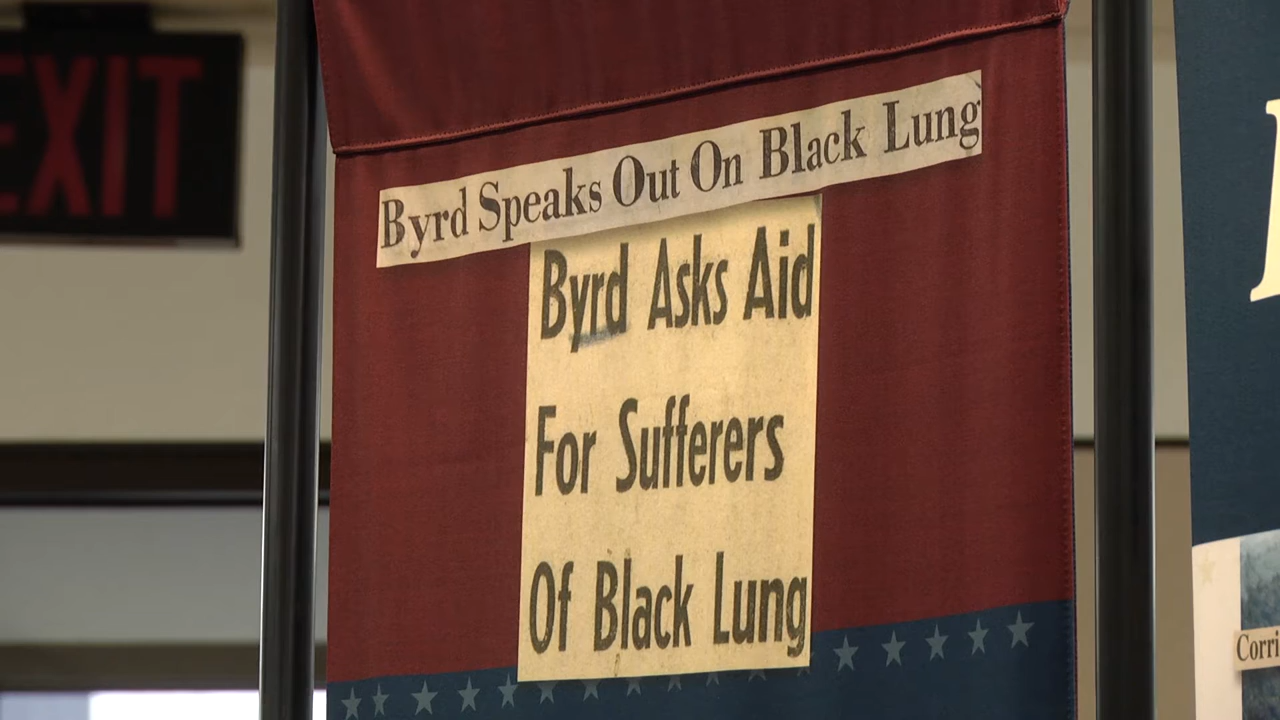 EXIT
Byrd Speaks Out On Black Lung
Byrd Asks Aid
For Sufferers
Of Black Lung
Corri